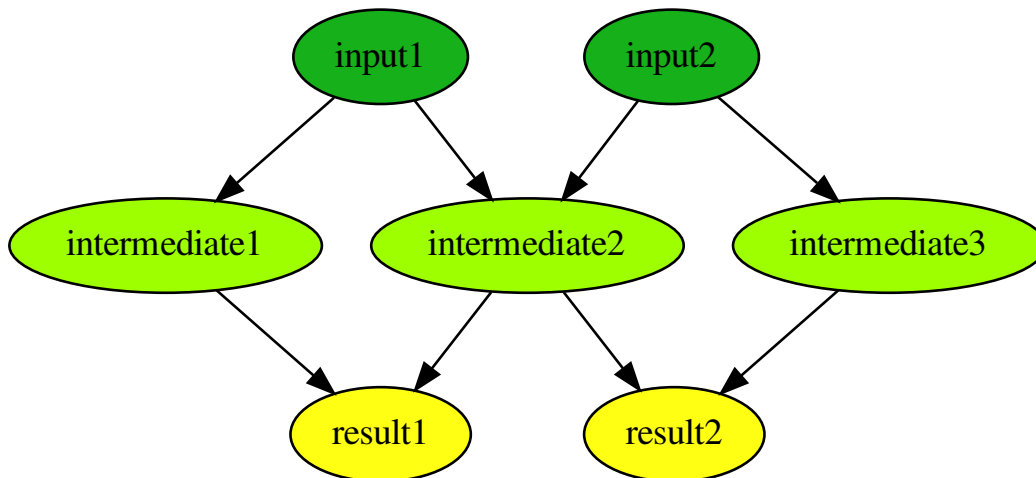 input1
input2
intermediate1
intermediate2
intermediate3
result1
result2